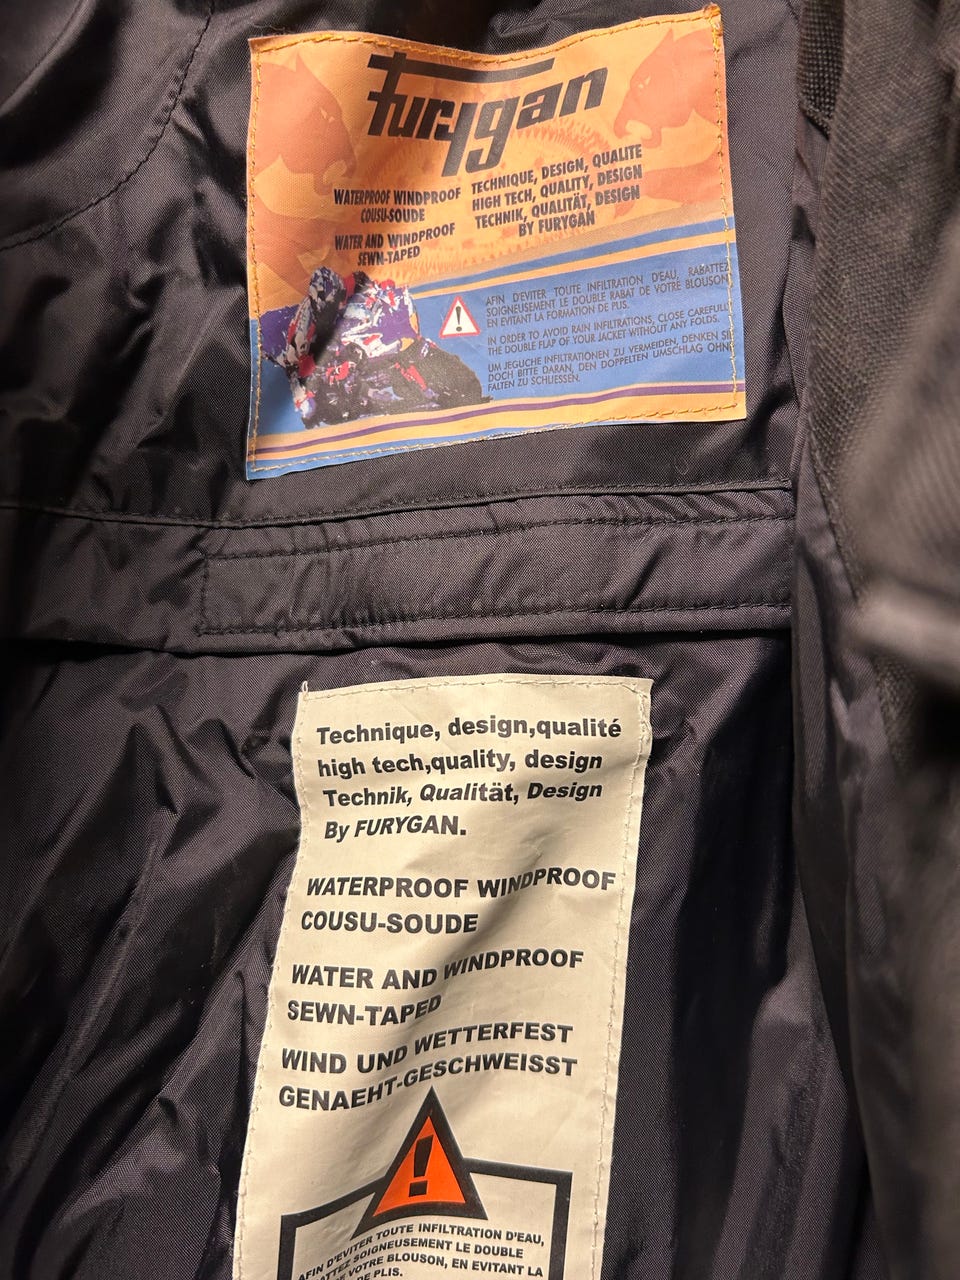 furygan
WATERPROOF WINDPROOF
COUSU-SOUDE
WATER AND WINDPROOF
SEWN-TAPED
TECHNIQUE, DESIGN, QUALITE
HIGH TECH, QUALITY, DESIGN
TECHNIK, QUALITÄT, DESIGN
BY FURYGAN
AFIN D'EVITER TOUTE INFILTRATION D'EAU, RABATTEZ
SOIGNEUSEMENT LE DOUBLE RABAT DE VOTRE BLOUSON
EN EVITANT LA FORMATION DE PLIS.
IN ORDER TO AVOID RAIN INFILTRATIONS, CLOSE CAREFULL
THE DOUBLE FLAP OF YOUR JACKET WITHOUT ANY FOLDS.
UM JEGLICHE INFILTRATIONEN ZU VERMEIDEN, DENKEN SI
DOCH BITTE DARAN, DEN DOPPELTEN UMSCHLAG OHN
FALTEN ZU SCHLIESSEN.
Technique, design,qualité
high tech,quality, design
Technik, Qualität, Design
By FURYGAN.
WATERPROOF WINDPROOF
COUSU-SOUDE
WATER AND WINDPROOF
SEWN-TAPED
WIND UND WETTERFEST
GENAEHT-GESCHWEISST
!
AFIN D'EVITER TOUTE INFILTRATION D'EAU,
ATTEZ SOIGNEUSEMENT LE DOUBLE
VOTRE BLOUSON, EN EVITANT LA
DE PLIS.